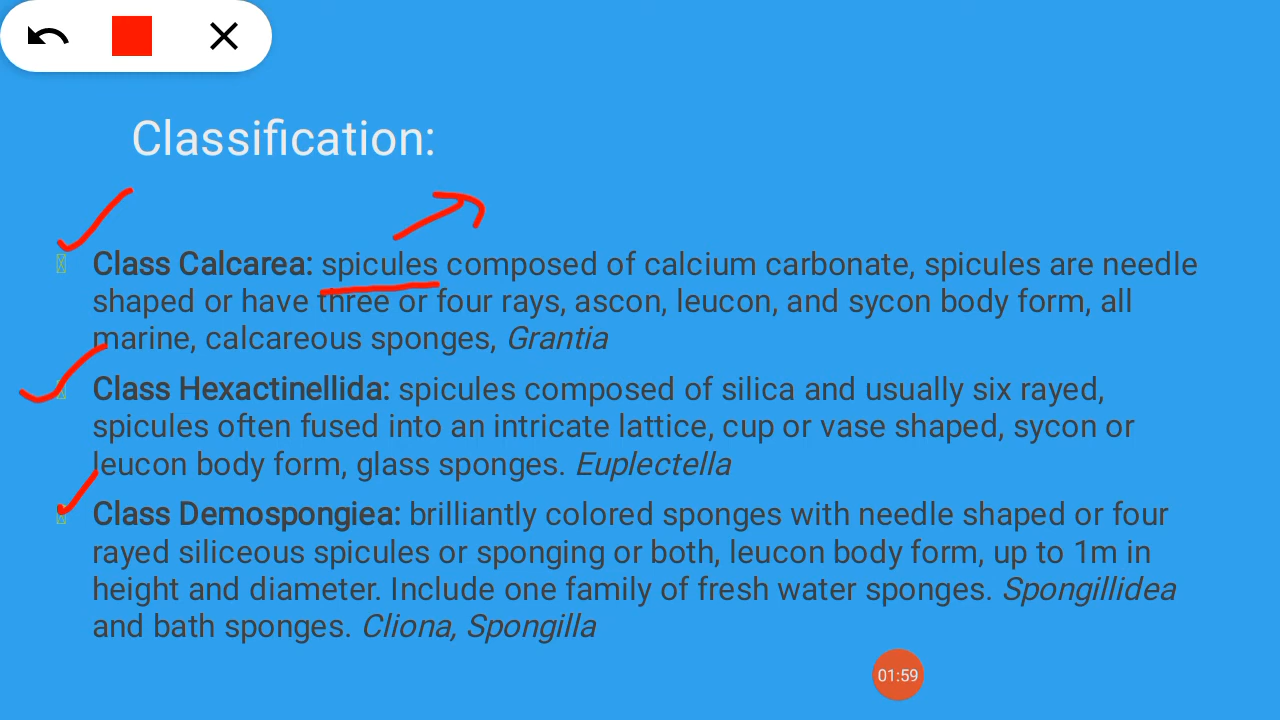 Classification:
Class Calcarea: spicules composed of calcium carbonate, spicules are needle
shaped or have three or four rays, ascon, leucon, and sycon body form, all
marine, calcareous sponges, Grantia
Class Hexactinellida: spicules composed of silica and usually six rayed,
spicules often fused into an intricate lattice, cup or vase shaped, sycon or
leucon body form, glass sponges. Euplectella
Class Demospongiea: brilliantly colored sponges with needle shaped or four
rayed siliceous spicules or sponging or both, leucon body form, up to 1m in
height and diameter. Include one family of fresh water sponges. Spongillidea
and bath sponges. Cliona, Spongilla
01:59